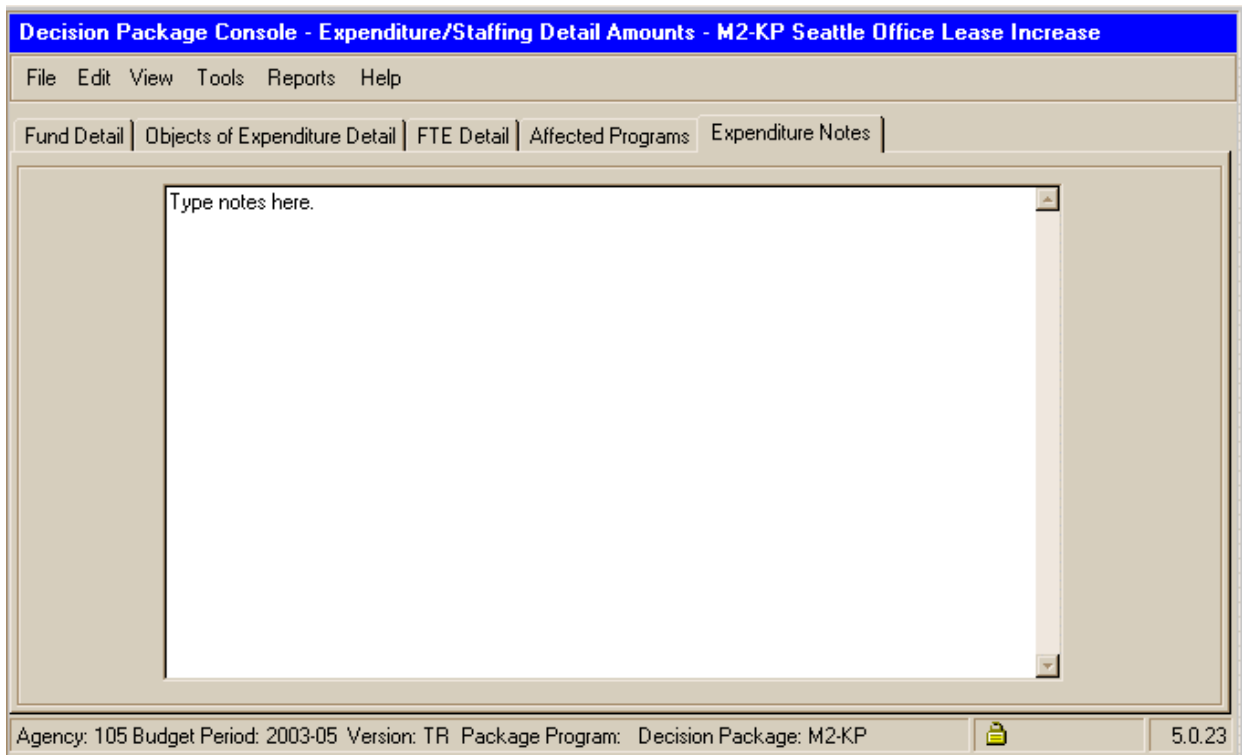 Decision Package Console - Expenditure/Staffing Detail Amounts - M2-KP Seattle Office Lease Increase
File Edit View Tools Reports Help
Fund Detail Objects of Expenditure Detail FTE Detail Affected Programs Expenditure Notes
Type notes here.
Agency: 105 Budget Period: 2003-05 Version: TR Package Program: Decision Package: M2-KP 5.0.23